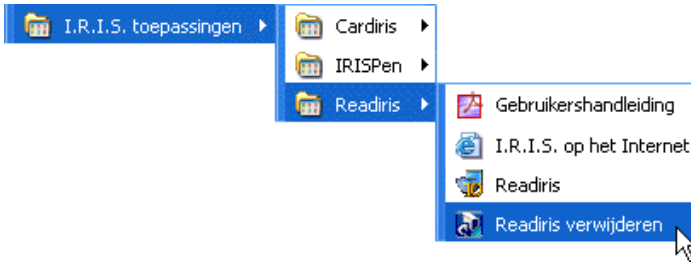 I.R.I.S. toepassingen
Cardiris
IRISPen
Readiris
Gebruikershandleiding
I.R.I.S. op het Internet
Readiris
Readiris verwijderen